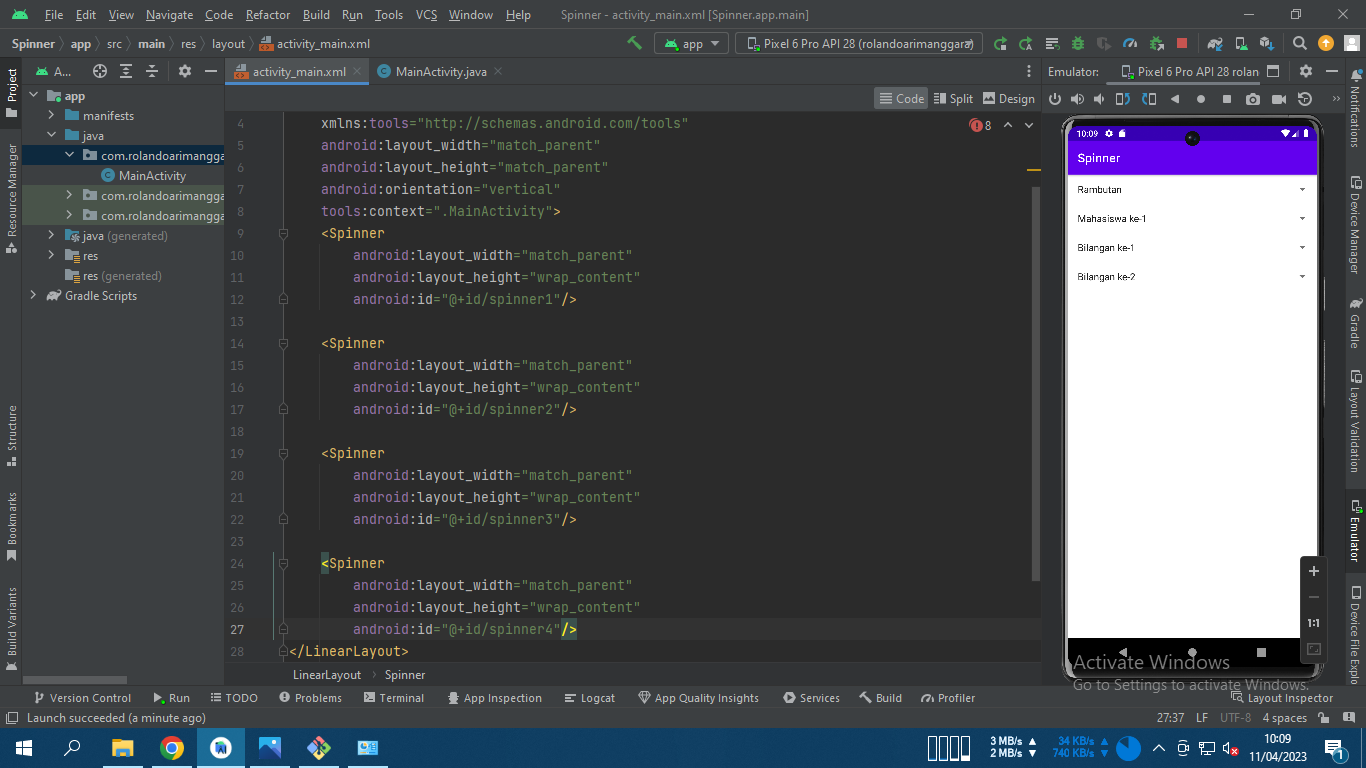 File Edit View Navigate Code Refactor Build Run Tools VCS Window Help Spinner - activity_main.xml [Spinner.app.main]
Spinner app src main res layout activity_main.xml app Pixel 6 Pro API 28 (rolandoarimanggara)
Project
Resource Manager
Structure
Bookmarks
Build Variants
A...
app
manifests
java
com.rolandoarimangga
MainActivity
com.rolandoarimangga
com.rolandoarimangga
java (generated)
res
res (generated)
Gradle Scripts
activity_main.xml MainActivity.java
Code Split Design
8
4 xmlns:tools="http://schemas.android.com/tools"
5 android:layout_width="match_parent"
6 android:layout_height="match_parent"
7 android:orientation="vertical"
8 tools:context=".MainActivity">
9 <Spinner
10 android:layout_width="match_parent"
11 android:layout_height="wrap_content"
12 android:id="@+id/spinner1"/>
13
14 <Spinner
15 android:layout_width="match_parent"
16 android:layout_height="wrap_content"
17 android:id="@+id/spinner2"/>
18
19 <Spinner
20 android:layout_width="match_parent"
21 android:layout_height="wrap_content"
22 android:id="@+id/spinner3"/>
23
24 <Spinner
25 android:layout_width="match_parent"
26 android:layout_height="wrap_content"
27 android:id="@+id/spinner4"/>
28 </LinearLayout>
LinearLayout Spinner
Emulator: Pixel 6 Pro API 28 rolan
10:09
Spinner
Rambutan
Mahasiswa ke-1
Bilangan ke-1
Bilangan ke-2
1:1
Notifications
Device Manager
Gradle
Layout Validation
Emulator
Device File Explo
Activate Windows
Go to Settings to activate Windows.
Version Control Run TODO Problems Terminal App Inspection Logcat App Quality Insights Services Build Profiler Layout Inspector
Launch succeeded (a minute ago) 27:37 LF UTF-8 4 spaces
3 MB/s 34 KB/s 10:09
2 MB/s 740 KB/s 11/04/2023 1